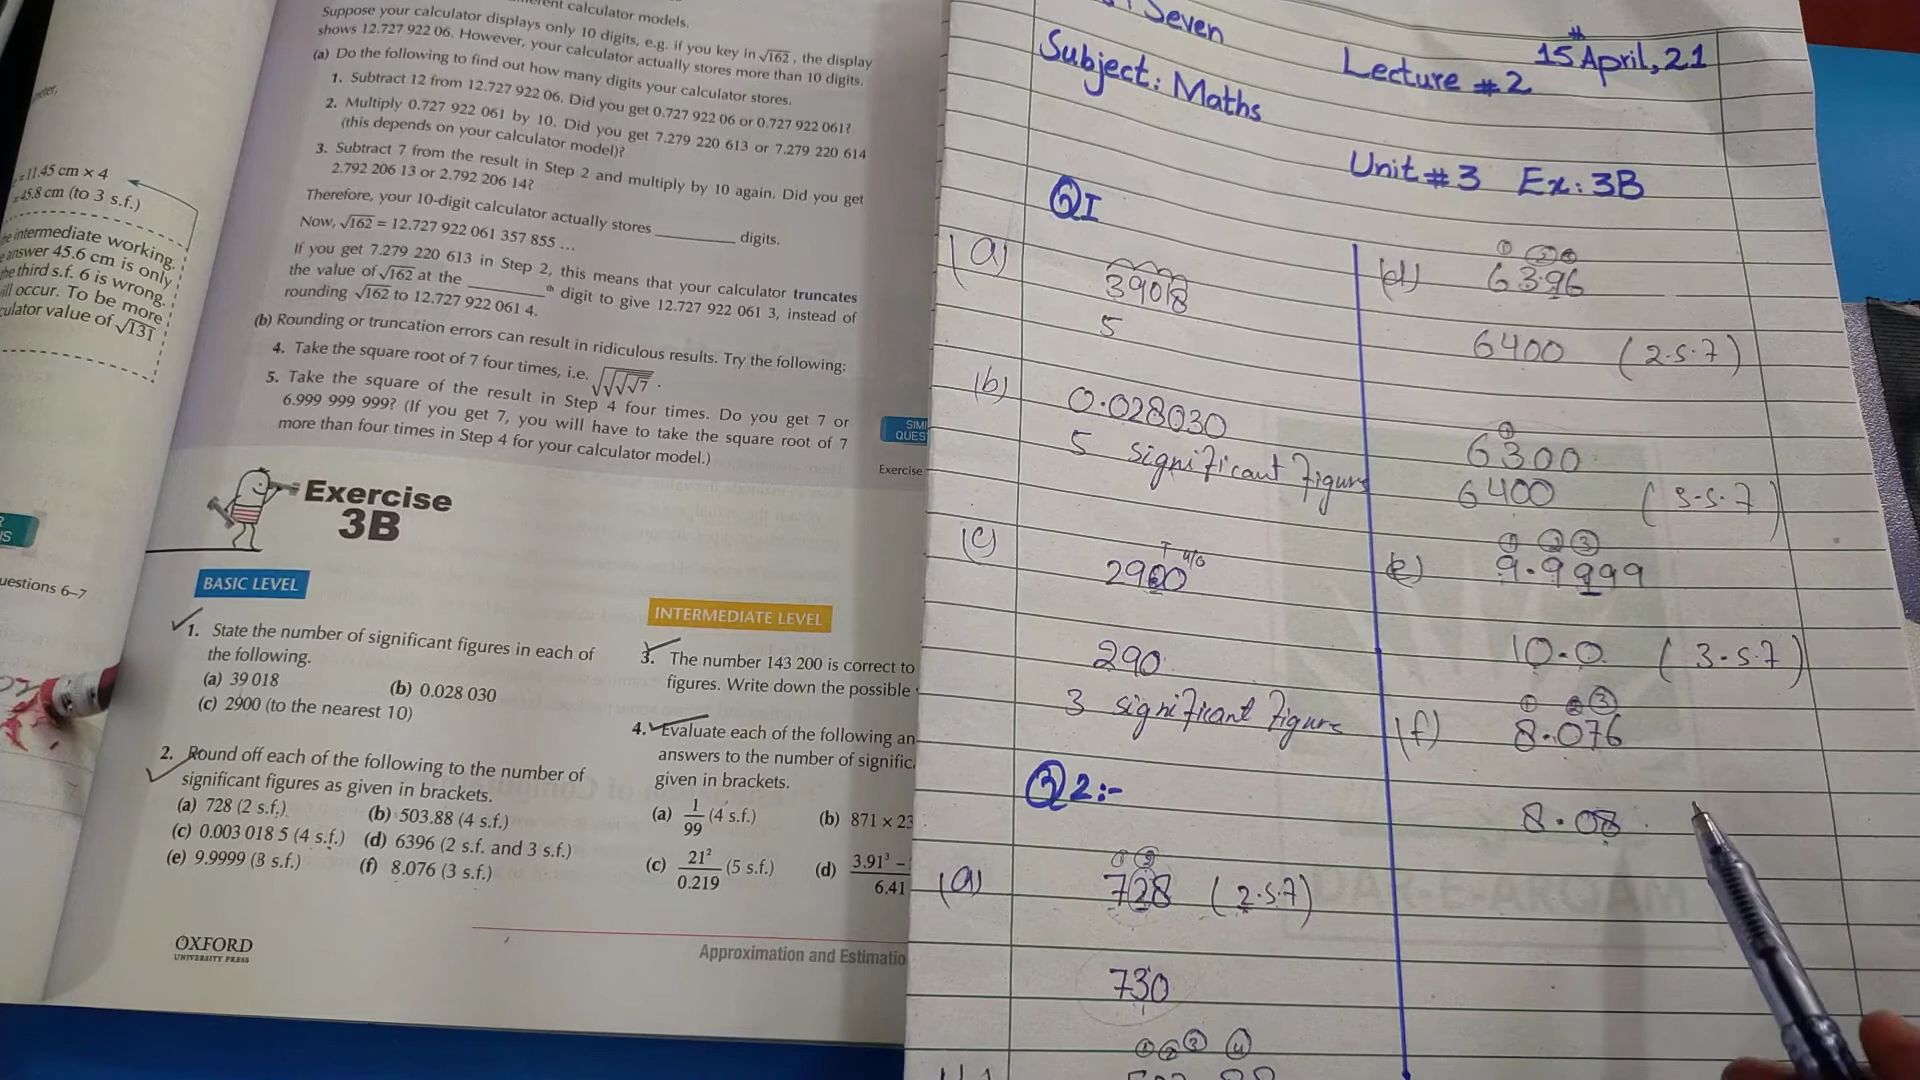 calculator models.
Suppose your calculator displays only 10 digits, e.g. if you key in √162, the display
shows 12.727 922 06. However, your calculator actually stores more than 10 digits.
(a) Do the following to find out how many digits your calculator stores.
1. Subtract 12 from 12.727 922 06. Did you get 0.727 922 06 or 0.727 922 061?
2. Multiply 0.727 922 061 by 10. Did you get 7.279 220 613 or 7.279 220 614
(this depends on your calculator model)?
3. Subtract 7 from the result in Step 2 and multiply by 10 again. Did you get
2.792 206 13 or 2.792 206 14?
Therefore, your 10-digit calculator actually stores ________ digits.
Now, √162 = 12.727 922 061 357 855 ...
If you get 7.279 220 613 in Step 2, this means that your calculator truncates
the value of √162 at the ________th digit to give 12.727 922 061 3, instead of
rounding √162 to 12.727 922 061 4.
(b) Rounding or truncation errors can result in ridiculous results. Try the following:
4. Take the square root of 7 four times, i.e. √√√√7.
5. Take the square of the result in Step 4 four times. Do you get 7 or
6.999 999 999? (If you get 7, you will have to take the square root of 7
more than four times in Step 4 for your calculator model.)
= 11.45 cm × 4
= 45.8 cm (to 3 s.f.)
intermediate working.
answer 45.6 cm is only
the third s.f. 6 is wrong.
ill occur. To be more
culator value of √131
uestions 6–7
SIMI
QUES
Exercise
Exercise
3B
BASIC LEVEL
1. State the number of significant figures in each of
the following.
(a) 39 018
(b) 0.028 030
(c) 2900 (to the nearest 10)
2. Round off each of the following to the number of
significant figures as given in brackets.
(a) 728 (2 s.f.)
(b) 503.88 (4 s.f.)
(c) 0.003 018 5 (4 s.f.)
(d) 6396 (2 s.f. and 3 s.f.)
(e) 9.9999 (3 s.f.)
(f) 8.076 (3 s.f.)
INTERMEDIATE LEVEL
3. The number 143 200 is correct to
figures. Write down the possible
4. Evaluate each of the following an
answers to the number of signific
given in brackets.
(a) 1/99 (4 s.f.)
(b) 871 × 23
(c) 21²/0.219 (5 s.f.)
(d) 3.91³ –
6.41
OXFORD
UNIVERSITY PRESS
Approximation and Estimatio
Seven
Subject: Maths
Lecture #2
15th April, 21
Unit #3 Ex: 3B
Q1
(a)
39018
5
(b)
0.028030
5 significant figure
(c)
2900
290
3 significant figure
Q2:-
(a)
1 2
728 (2.s.f)
730
1 2 3 4
(d)
6396
6400 (2.s.f)
6300
6400 (3.s.f)
(e)
1 2 3
9.9999
10.0 (3.s.f)
(f)
1 2 3
8.076
8.08